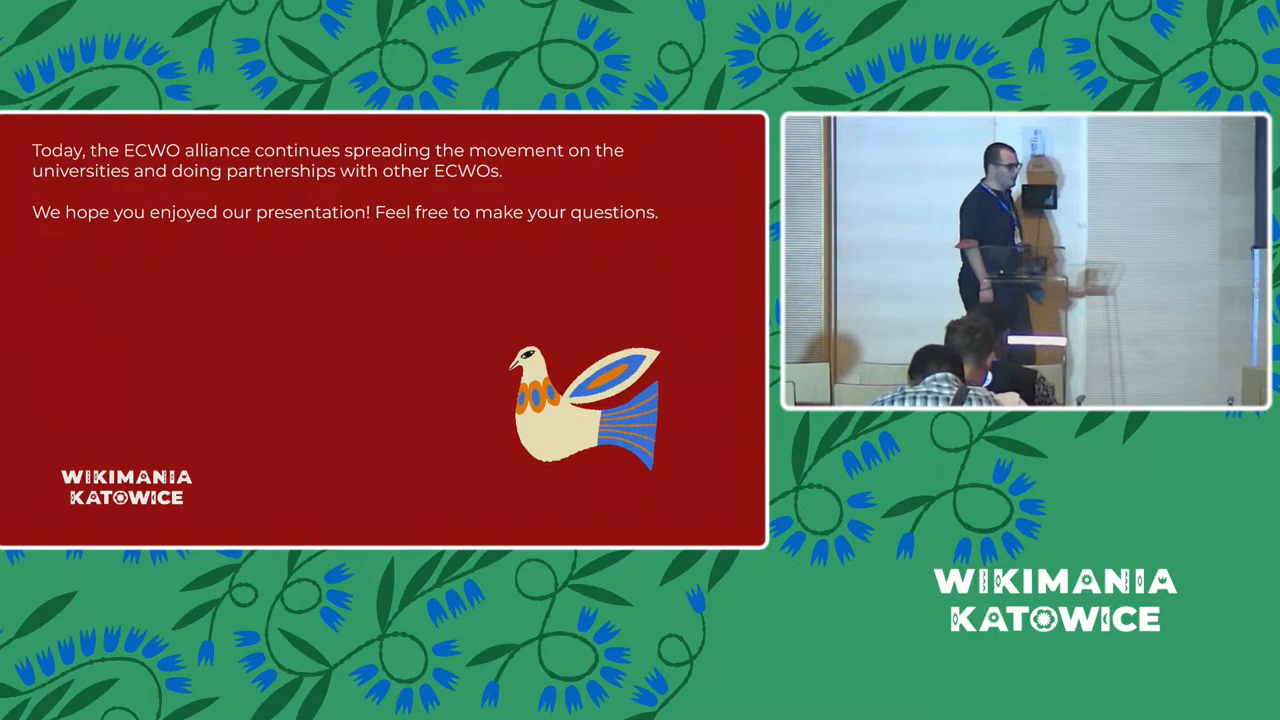 Today, the ECWO alliance continues spreading the movement on the
universities and doing partnerships with other ECWOs.
We hope you enjoyed our presentation! Feel free to make your questions.
WIKIMANIA
KATOWICE
WIKIMANIA
KATOWICE